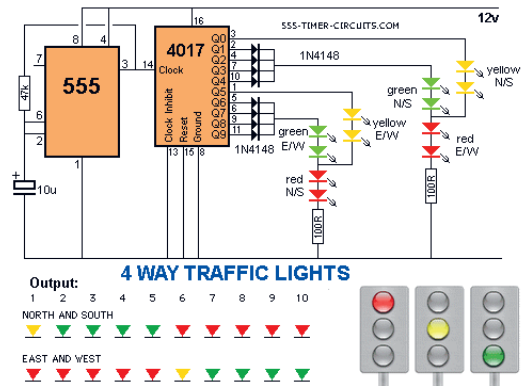 555-TIMER-CIRCUITS.COM
12v
16
8
4
7
3
14
4017
Clock
555
47k
6
2
1
10u
+
Q0
Q1
Q2
Q3
Q4
Q5
Q6
Q7
Q8
Q9
3
2
4
7
10
1
5
6
9
11
1N4148
1N4148
Clock Inhibit
Reset
Ground
13
15
8
green
N/S
yellow
N/S
red
E/W
100R
green
E/W
yellow
E/W
red
N/S
100R
4 WAY TRAFFIC LIGHTS
Output:
1 2 3 4 5 6 7 8 9 10
NORTH AND SOUTH
EAST AND WEST